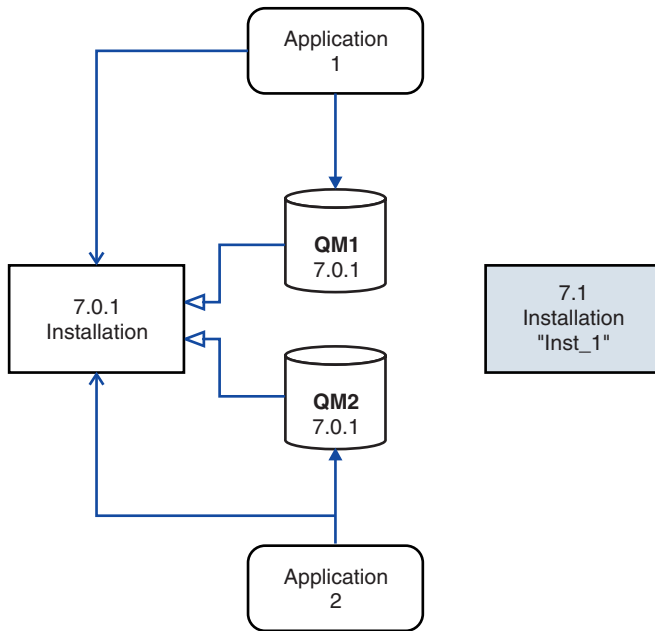 Application
1
QM1
7.0.1
7.0.1
Installation
7.1
Installation
"Inst_1"
QM2
7.0.1
Application
2